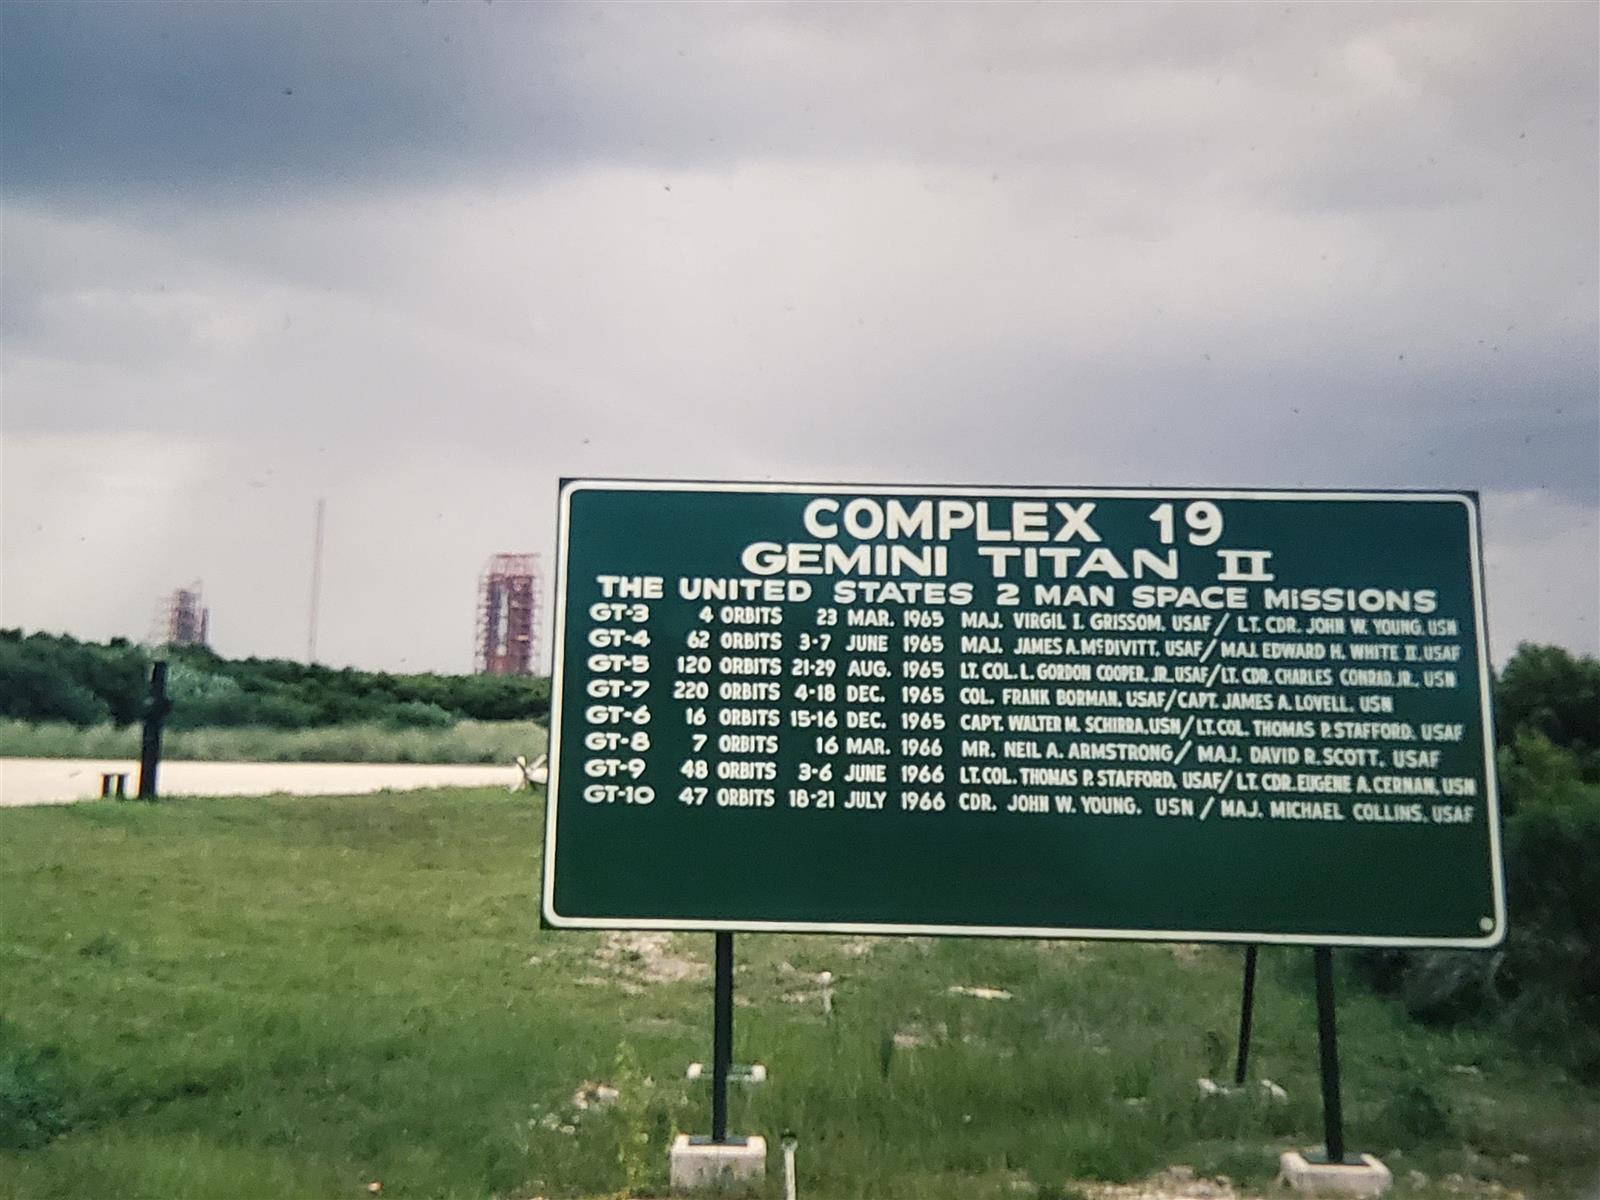 COMPLEX 19
GEMINI TITAN II
THE UNITED STATES 2 MAN SPACE MISSIONS
GT-3 4 ORBITS 23 MAR. 1965 MAJ. VIRGIL I. GRISSOM, USAF / LT. CDR. JOHN W. YOUNG, USN
GT-4 62 ORBITS 3-7 JUNE 1965 MAJ. JAMES A. McDIVITT, USAF / MAJ. EDWARD H. WHITE II, USAF
GT-5 120 ORBITS 21-29 AUG. 1965 LT. COL. L. GORDON COOPER, JR., USAF / LT. CDR. CHARLES CONRAD, JR., USN
GT-7 220 ORBITS 4-18 DEC. 1965 COL. FRANK BORMAN, USAF / CAPT. JAMES A. LOVELL, USN
GT-6 16 ORBITS 15-16 DEC. 1965 CAPT. WALTER M. SCHIRRA, USN / LT. COL. THOMAS P. STAFFORD, USAF
GT-8 7 ORBITS 16 MAR. 1966 MR. NEIL A. ARMSTRONG / MAJ. DAVID R. SCOTT, USAF
GT-9 48 ORBITS 3-6 JUNE 1966 LT. COL. THOMAS P. STAFFORD, USAF / LT. CDR. EUGENE A. CERNAN, USN
GT-10 47 ORBITS 18-21 JULY 1966 CDR. JOHN W. YOUNG, USN / MAJ. MICHAEL COLLINS, USAF